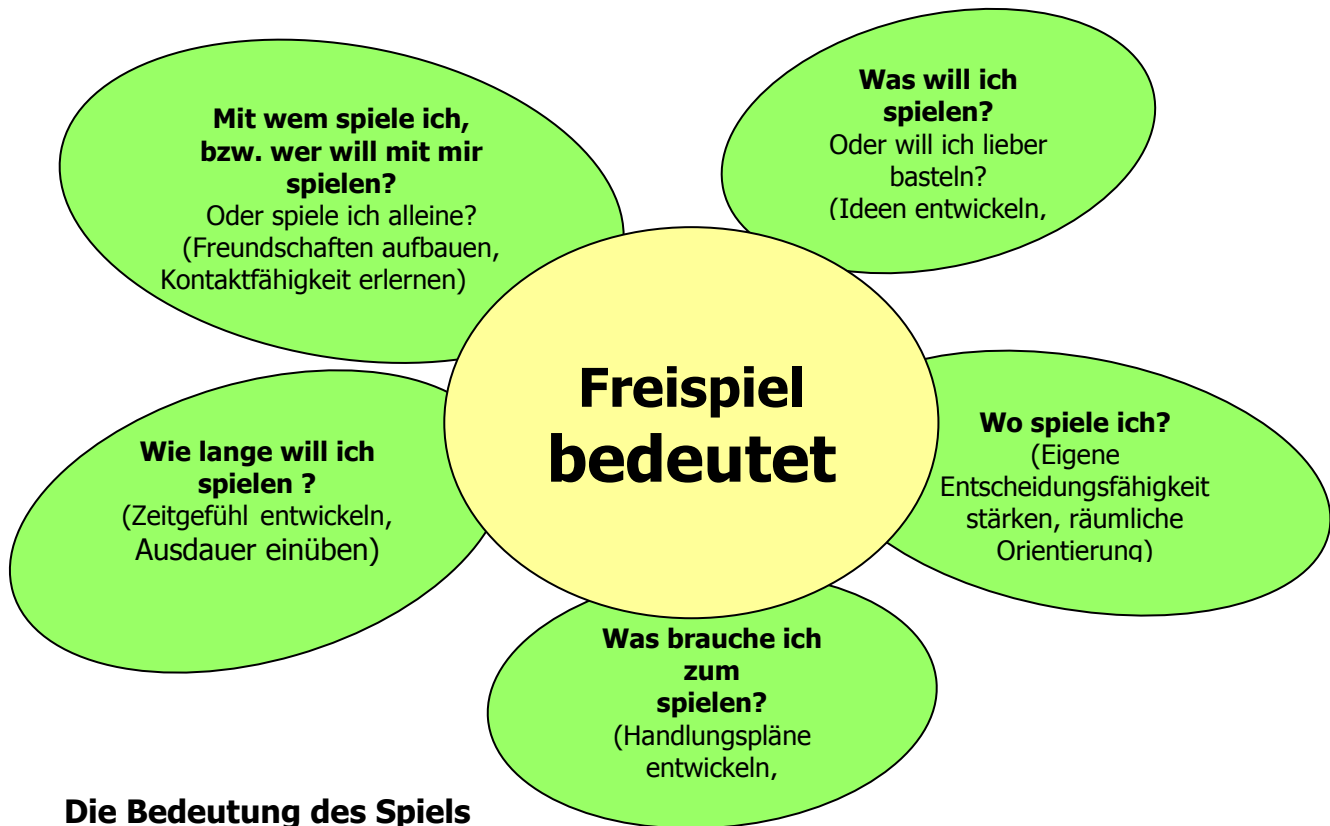 Mit wem spiele ich,
bzw. wer will mit mir
spielen?
Oder spiele ich alleine?
(Freundschaften aufbauen,
Kontaktfähigkeit erlernen)
Was will ich
spielen?
Oder will ich lieber
basteln?
(Ideen entwickeln,
Freispiel
bedeutet
Wie lange will ich
spielen ?
(Zeitgefühl entwickeln,
Ausdauer einüben)
Wo spiele ich?
(Eigene
Entscheidungsfähigkeit
stärken, räumliche
Orientierung)
Was brauche ich
zum
spielen?
(Handlungspläne
entwickeln,
Die Bedeutung des Spiels